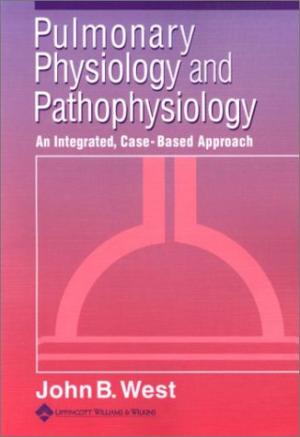 Pulmonary
Physiology and
Pathophysiology
An Integrated, Case-Based Approach
John B. West
LIPPINCOTT WILLIAMS & WILKINS